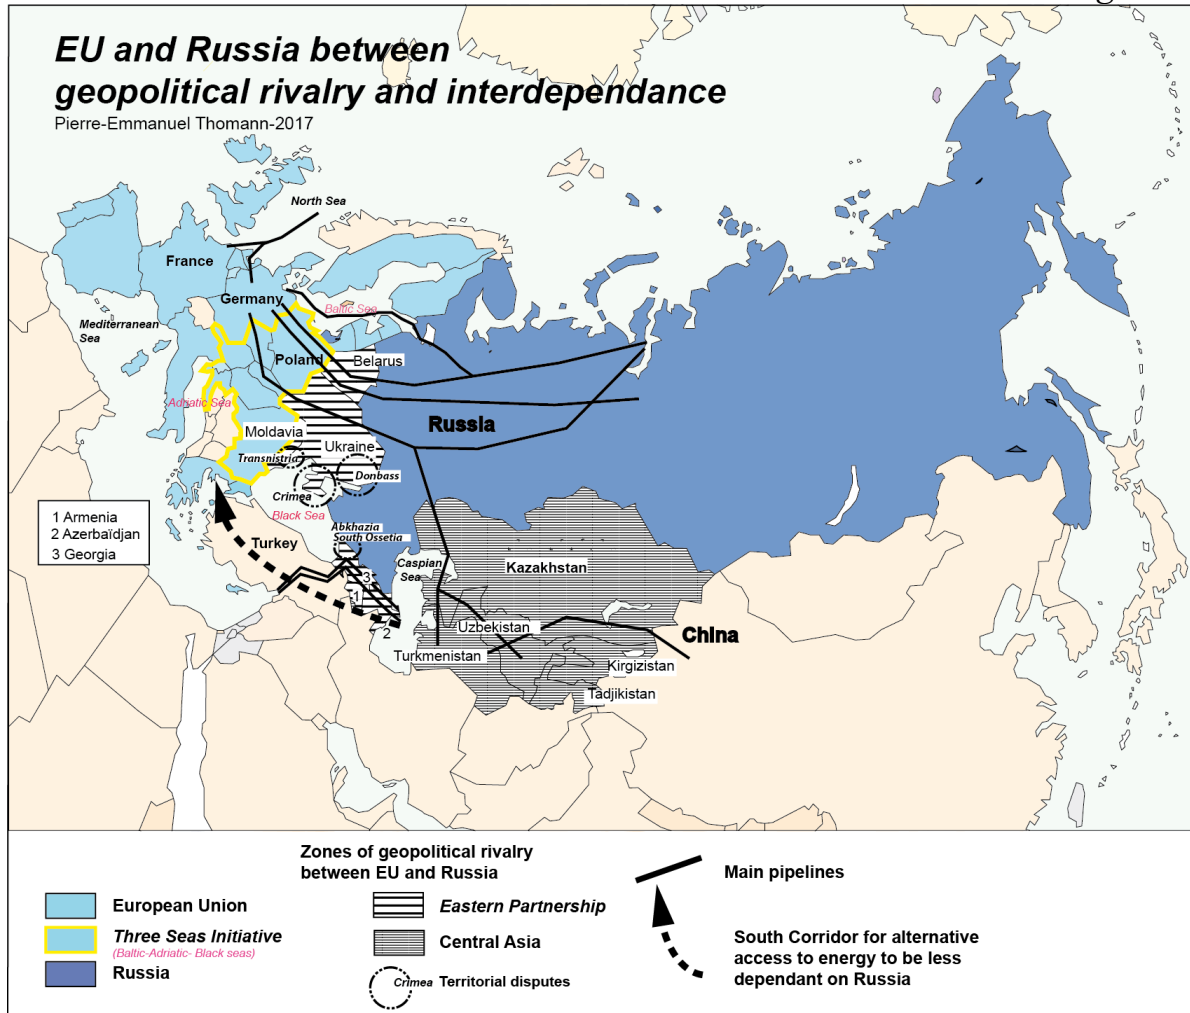 EU and Russia between
geopolitical rivalry and interdependance
Pierre-Emmanuel Thomann-2017
North Sea
France
Germany
Baltic Sea
Mediterranean
Sea
Poland
Belarus
Adriatic Sea
Russia
Moldavia
Ukraine
Transnistria
Donbass
Crimea
Black Sea
1 Armenia
2 Azerbaïdjan
3 Georgia
Abkhazia
South Ossetia
Turkey
Caspian
Sea
Kazakhstan
3
1
2
Uzbekistan
China
Turkmenistan
Kirgizistan
Tadjikistan
Zones of geopolitical rivalry
between EU and Russia
European Union
Three Seas Initiative
(Baltic-Adriatic- Black seas)
Russia
Eastern Partnership
Central Asia
Crimea
Territorial disputes
Main pipelines
South Corridor for alternative
access to energy to be less
dependant on Russia